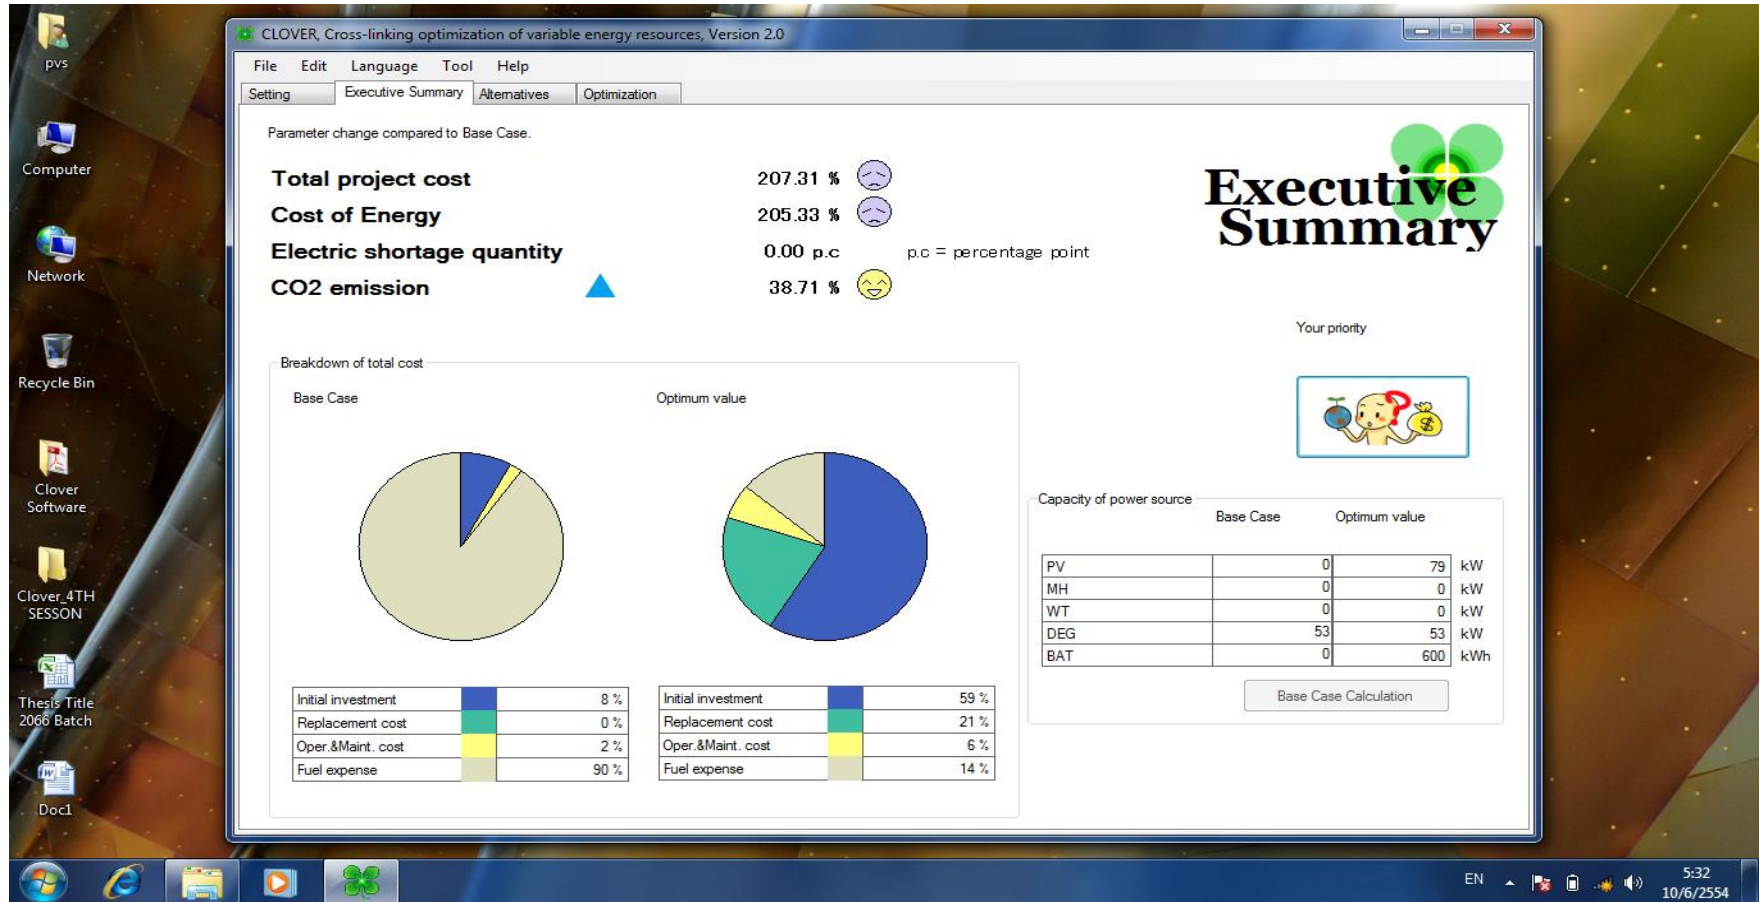 pvs
Computer
Network
Recycle Bin
Clover
Software
Clover_4TH
SESSON
Thesis Title
2066 Batch
Doc1
CLOVER, Cross-linking optimization of variable energy resources, Version 2.0
File Edit Language Tool Help
Setting Executive Summary Alternatives Optimization
Parameter change compared to Base Case.
Total project cost 207.31 %
Cost of Energy 205.33 %
Electric shortage quantity 0.00 p.c p.c = percentage point
CO2 emission 38.71 %
Executive
Summary
Your priority
Breakdown of total cost
Base Case Optimum value
Initial investment 8 %
Replacement cost 0 %
Oper.&Maint. cost 2 %
Fuel expense 90 %
Initial investment 59 %
Replacement cost 21 %
Oper.&Maint. cost 6 %
Fuel expense 14 %
Capacity of power source
Base Case Optimum value
PV 0 79 kW
MH 0 0 kW
WT 0 0 kW
DEG 53 53 kW
BAT 0 600 kWh
Base Case Calculation
EN
5:32
10/6/2554